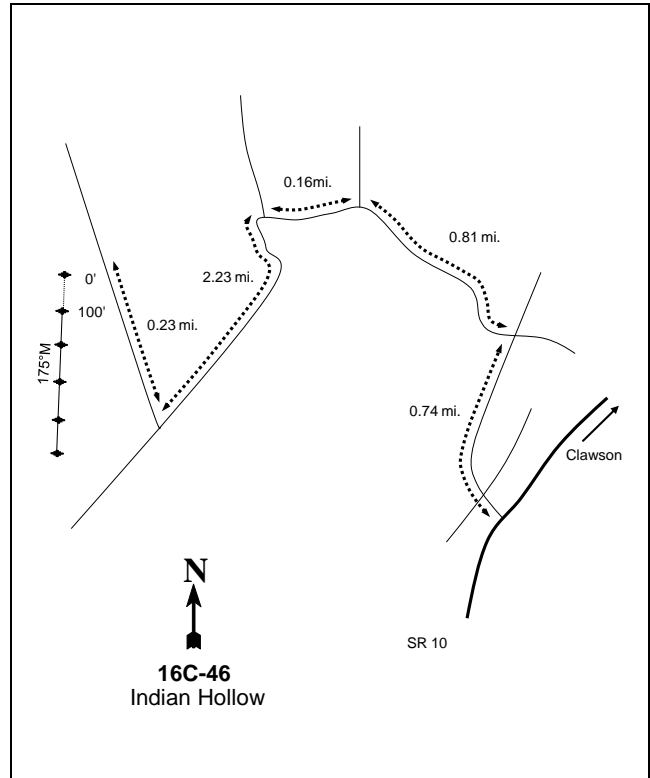 0.16mi.
0.81 mi.
2.23 mi.
0'
100'
0.23 mi.
175°M
0.74 mi.
Clawson
N
SR 10
16C-46
Indian Hollow